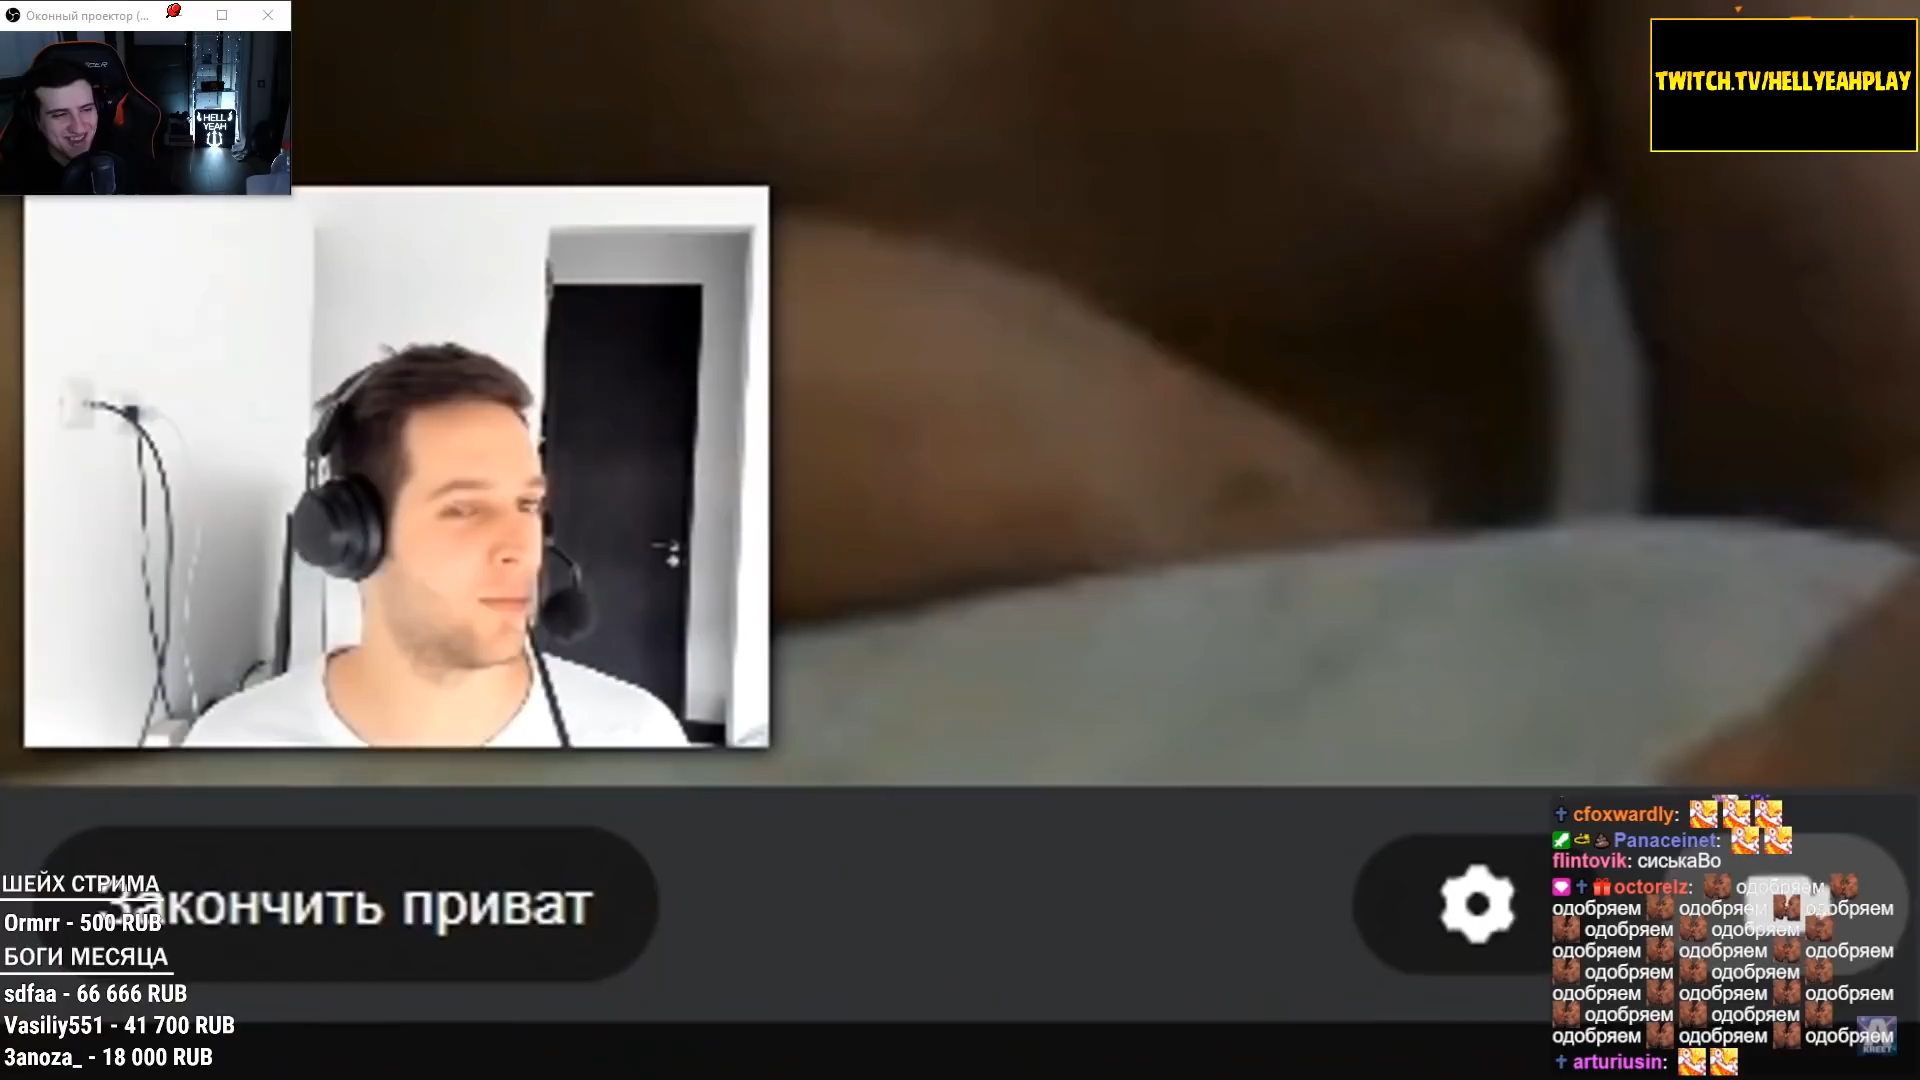 Оконный проектор (...
HELL
YEAH
TWITCH.TV/HELLYEAHPLAY
Закончить приват
ШЕЙХ СТРИМА
Ormrr - 500 RUB
БОГИ МЕСЯЦА
sdfaa - 66 666 RUB
Vasiliy551 - 41 700 RUB
3anoza_ - 18 000 RUB
cfoxwardly:
Panaceinet:
flintovik: сиськаВо
octorelz: одобряем
одобряем одобряем одобряем
одобряем одобряем
одобряем одобряем одобряем
одобряем одобряем
одобряем одобряем одобряем
одобряем одобряем
одобряем одобряем одобряем
arturiusin: